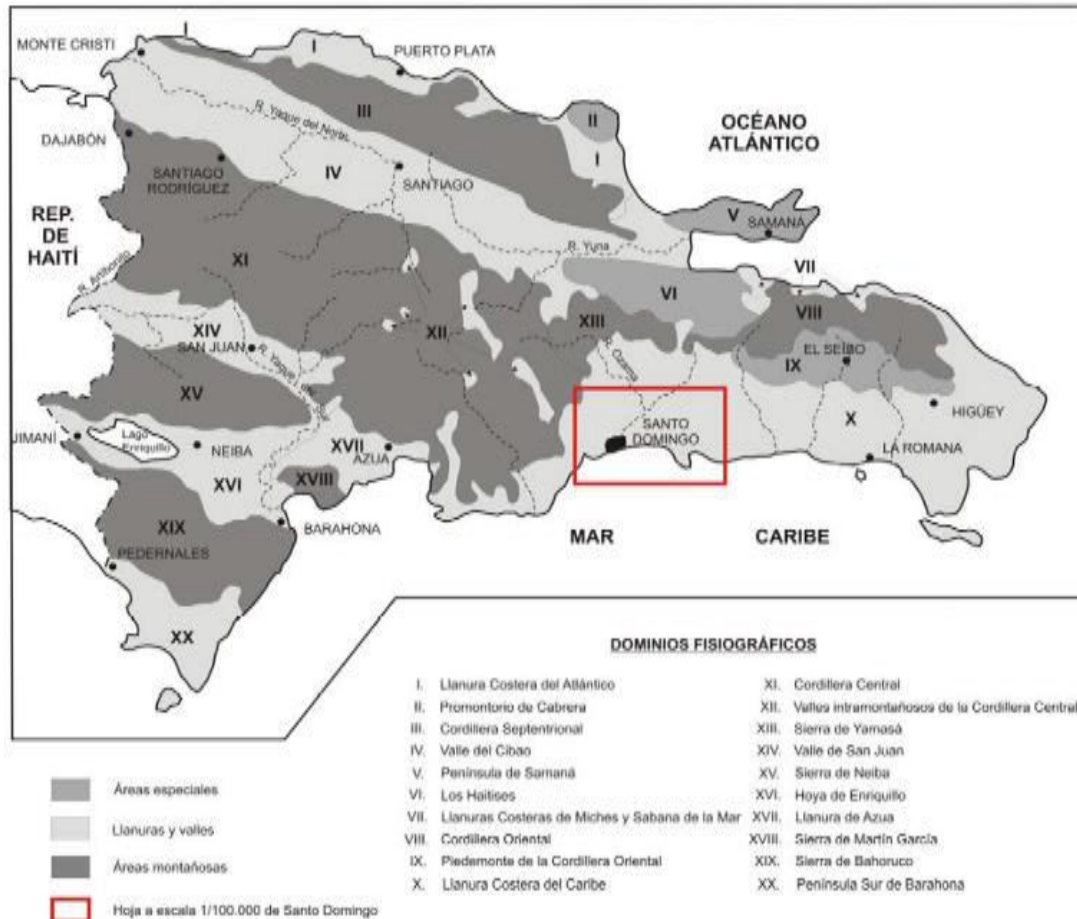 I
MONTE CRISTI
I
PUERTO PLATA
III
R. Yaque del Norte
II
OCÉANO
ATLÁNTICO
DAJABÓN
I
SANTIAGO
RODRÍGUEZ
IV
SANTIAGO
V
SAMANA
REP.
DE
HAITÍ
R. Yuna
VII
XI
R. Artibonito
VI
VIII
XII
XIII
XIV
SAN JUAN
R. Ozama
EL SEÍBO
IX
R. Yaque del Sur
XV
X
HIGÜEY
SANTO
DOMINGO
JIMANÍ
Lago
Enriquillo
NEIBA
XVII
AZUA
LA ROMANA
XVI
XVIII
BARAHONA
MAR
CARIBE
XIX
PEDERNALES
XX
DOMINIOS FISIOGRÁFICOS
I. Llanura Costera del Atlántico
II. Promontorio de Cabrera
III. Cordillera Septentrional
IV. Valle del Cibao
V. Península de Samaná
VI. Los Haitises
VII. Llanuras Costeras de Miches y Sabana de la Mar
VIII. Cordillera Oriental
IX. Piedemonte de la Cordillera Oriental
X. Llanura Costera del Caribe
XI. Cordillera Central
XII. Valles intramontañosos de la Cordillera Central
XIII. Sierra de Yamasá
XIV. Valle de San Juan
XV. Sierra de Neiba
XVI. Hoya de Enriquillo
XVII. Llanura de Azua
XVIII. Sierra de Martín García
XIX. Sierra de Bahoruco
XX. Península Sur de Barahona
Áreas especiales
Llanuras y valles
Áreas montañosas
Hoja a escala 1/100.000 de Santo Domingo